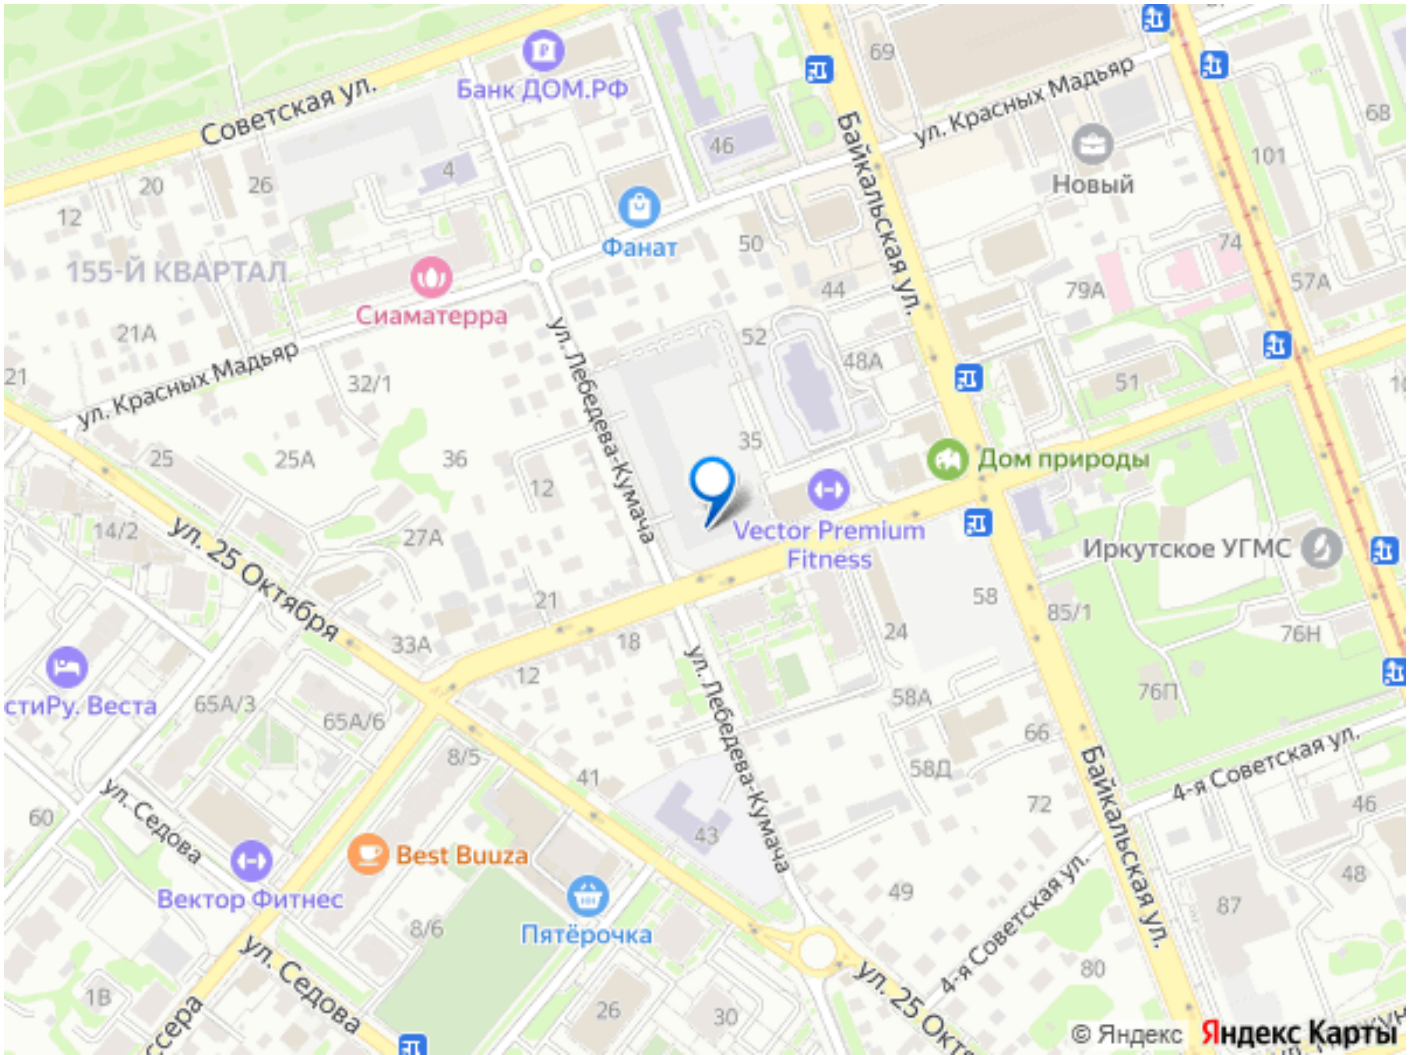 Банк ДОМ.РФ
Советская ул.
69
ул. Красных Мадьяр
68
46
101
4
Новый
20
26
12
Байкальская ул.
Фанат
50
74
155-Й КВАРТАЛ
57А
79А
44
Сиаматерра
21А
52
48А
ул. Лебедева-Кумача
51
21
32/1
ул. Красных Мадьяр
35
25
25А
36
Дом природы
12
14/2
ул. 25 Октября
27А
Vector Premium
Fitness
Иркутское УГМС
21
58
85/1
33А
18
24
76Н
12
ул. Лебедева-Кумача
76П
стиРу. Веста
65А/3
65А/6
58А
66
8/5
41
58Д
Байкальская ул.
4-я Советская ул.
60
ул. Седова
43
72
46
Best Buuza
Вектор Фитнес
49
4-я Советская ул.
48
87
Пятёрочка
8/6
ул. Седова
80
ул. 25 Окт
1В
26
30
ссера
© Яндекс
Яндекс Карты